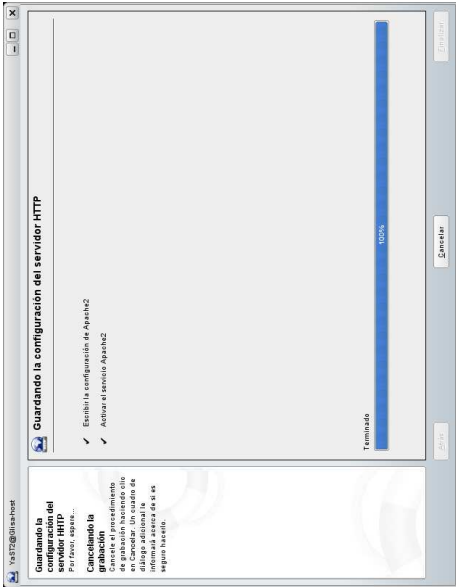 YaST2@Glisa-host
Guardando la
configuración del
servidor HHTP
Por favor, espere...
Cancelando la
grabación
Cancele el procedimiento
de grabación haciendo clic
en Cancelar. Un cuadro de
diálogo adicional le
informará acerca de si es
seguro hacerlo.
Guardando la configuración del servidor HTTP
✓ Escribir la configuración de Apache2
✓ Activar el servicio Apache2
Terminado
100%
Atrás
Cancelar
Finalizar